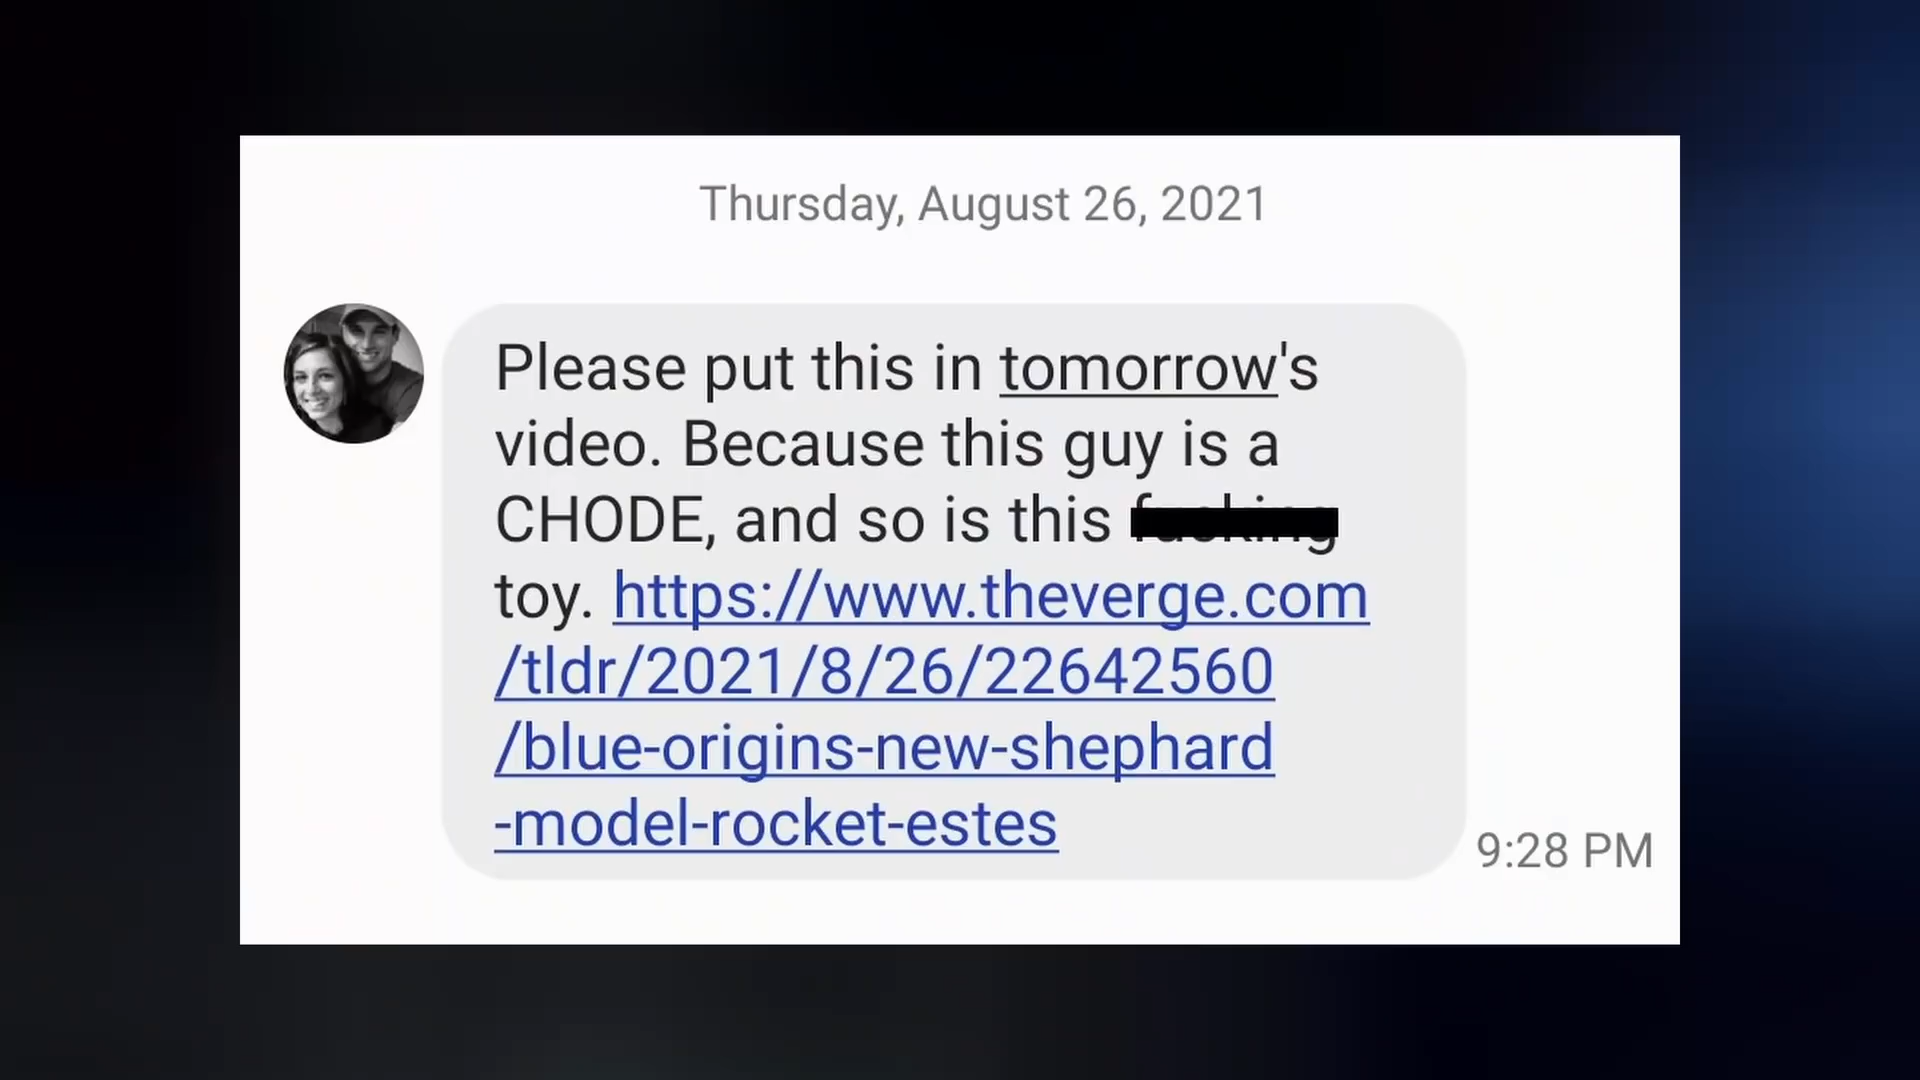 Thursday, August 26, 2021
Please put this in tomorrow's
video. Because this guy is a
CHODE, and so is this fucking
toy. https://www.theverge.com
/tldr/2021/8/26/22642560
/blue-origins-new-shephard
-model-rocket-estes
9:28 PM